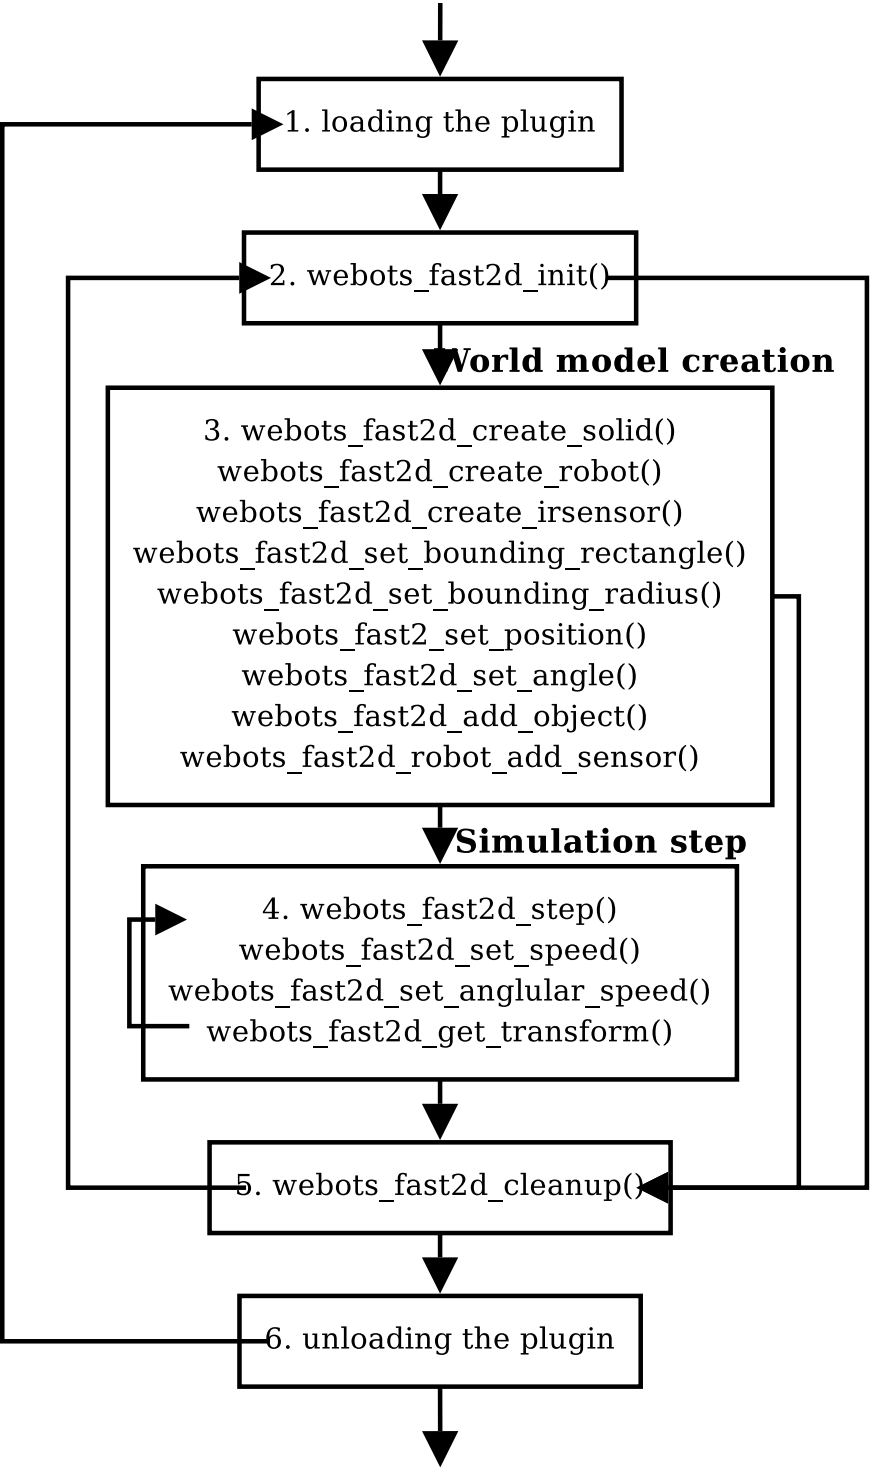 1. loading the plugin
2. webots_fast2d_init()
World model creation
3. webots_fast2d_create_solid()
webots_fast2d_create_robot()
webots_fast2d_create_irsensor()
webots_fast2d_set_bounding_rectangle()
webots_fast2d_set_bounding_radius()
webots_fast2_set_position()
webots_fast2d_set_angle()
webots_fast2d_add_object()
webots_fast2d_robot_add_sensor()
Simulation step
4. webots_fast2d_step()
webots_fast2d_set_speed()
webots_fast2d_set_anglular_speed()
webots_fast2d_get_transform()
5. webots_fast2d_cleanup()
6. unloading the plugin